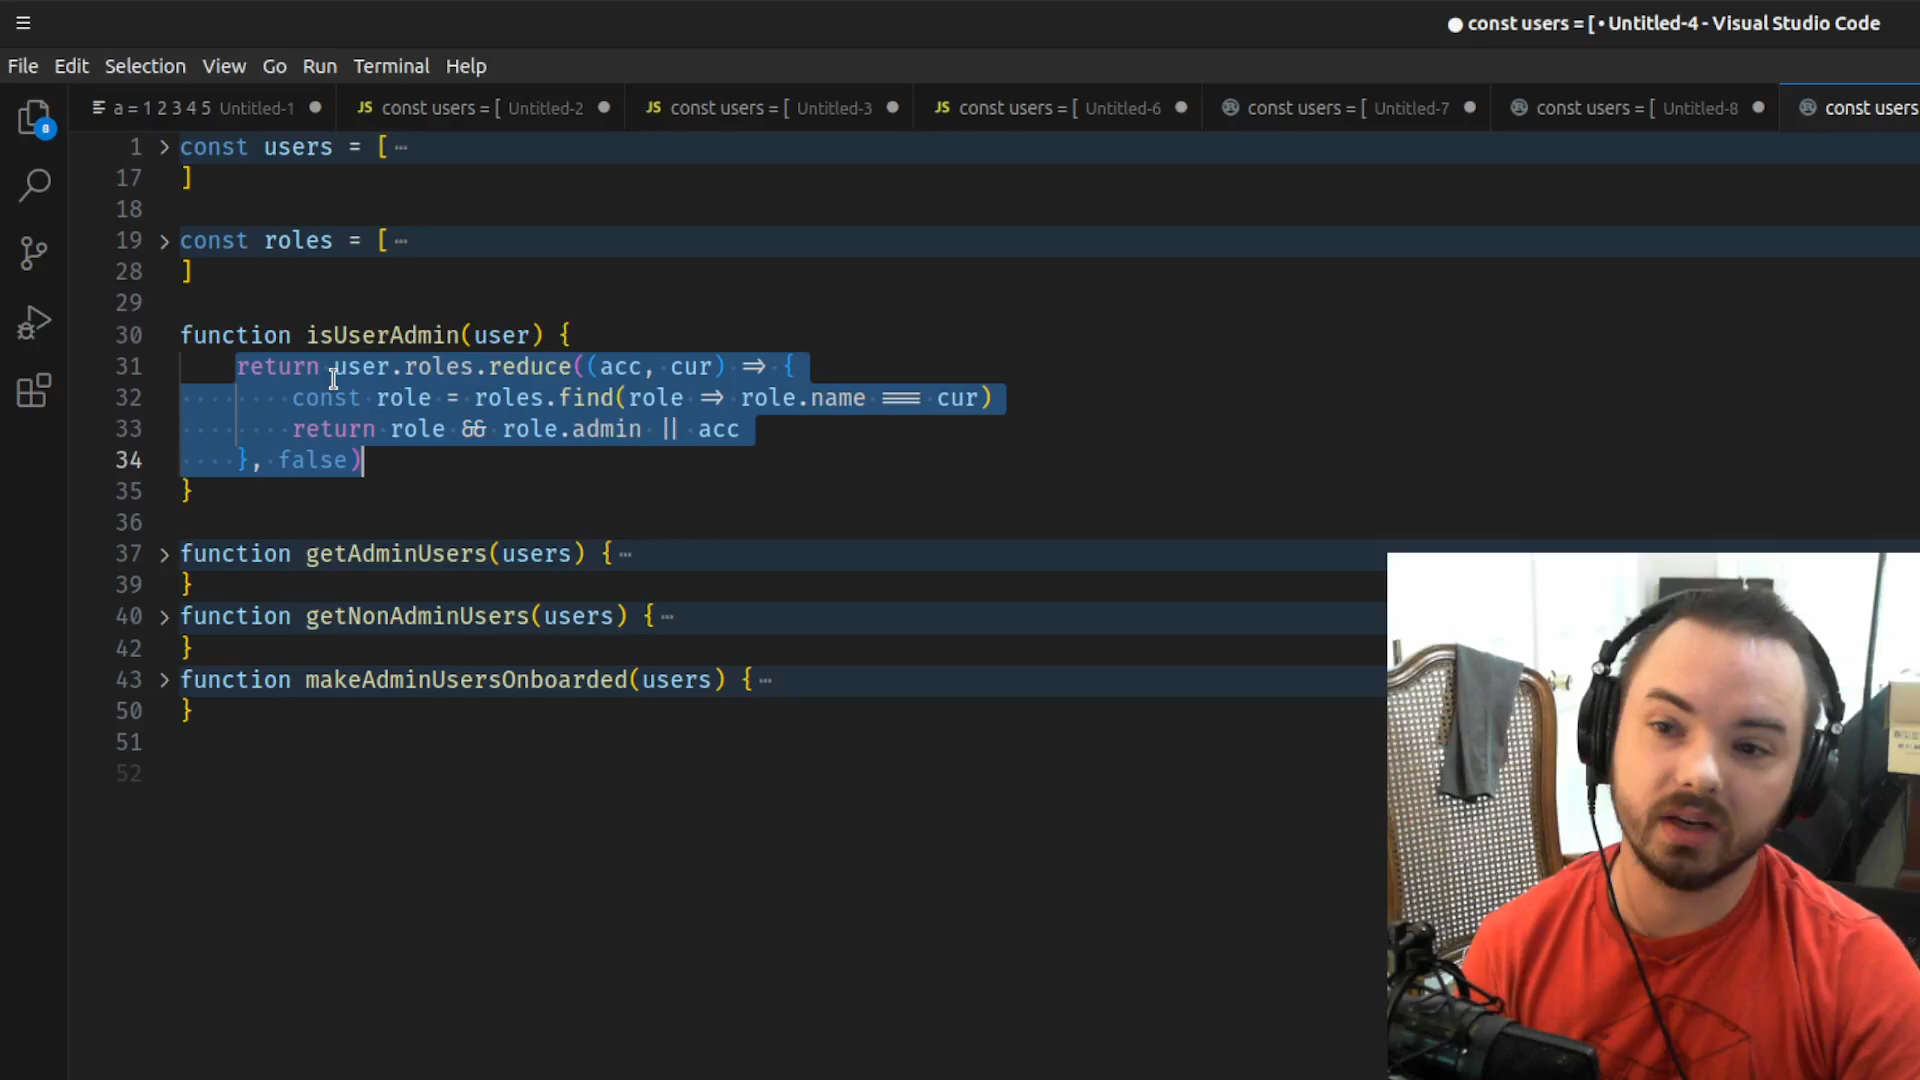 const users = [ • Untitled-4 - Visual Studio Code
File Edit Selection View Go Run Terminal Help
a = 1 2 3 4 5 Untitled-1 JS const users = [ Untitled-2 JS const users = [ Untitled-3 JS const users = [ Untitled-6 const users = [ Untitled-7 const users = [ Untitled-8 const users
8
1 const users = [ ⋯
17 ]
18
19 const roles = [ ⋯
28 ]
29
30 function isUserAdmin(user) {
31 return user.roles.reduce((acc, cur) => {
32 const role = roles.find(role => role.name === cur)
33 return role && role.admin || acc
34 }, false)
35 }
36
37 function getAdminUsers(users) { ⋯
39 }
40 function getNonAdminUsers(users) { ⋯
42 }
43 function makeAdminUsersOnboarded(users) { ⋯
50 }
51
52